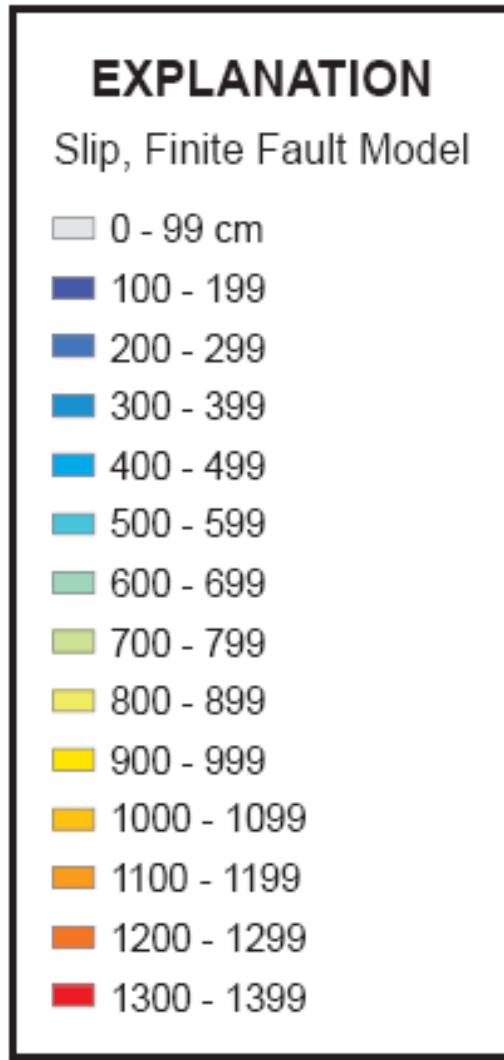 EXPLANATION
Slip, Finite Fault Model
0 - 99 cm
100 - 199
200 - 299
300 - 399
400 - 499
500 - 599
600 - 699
700 - 799
800 - 899
900 - 999
1000 - 1099
1100 - 1199
1200 - 1299
1300 - 1399